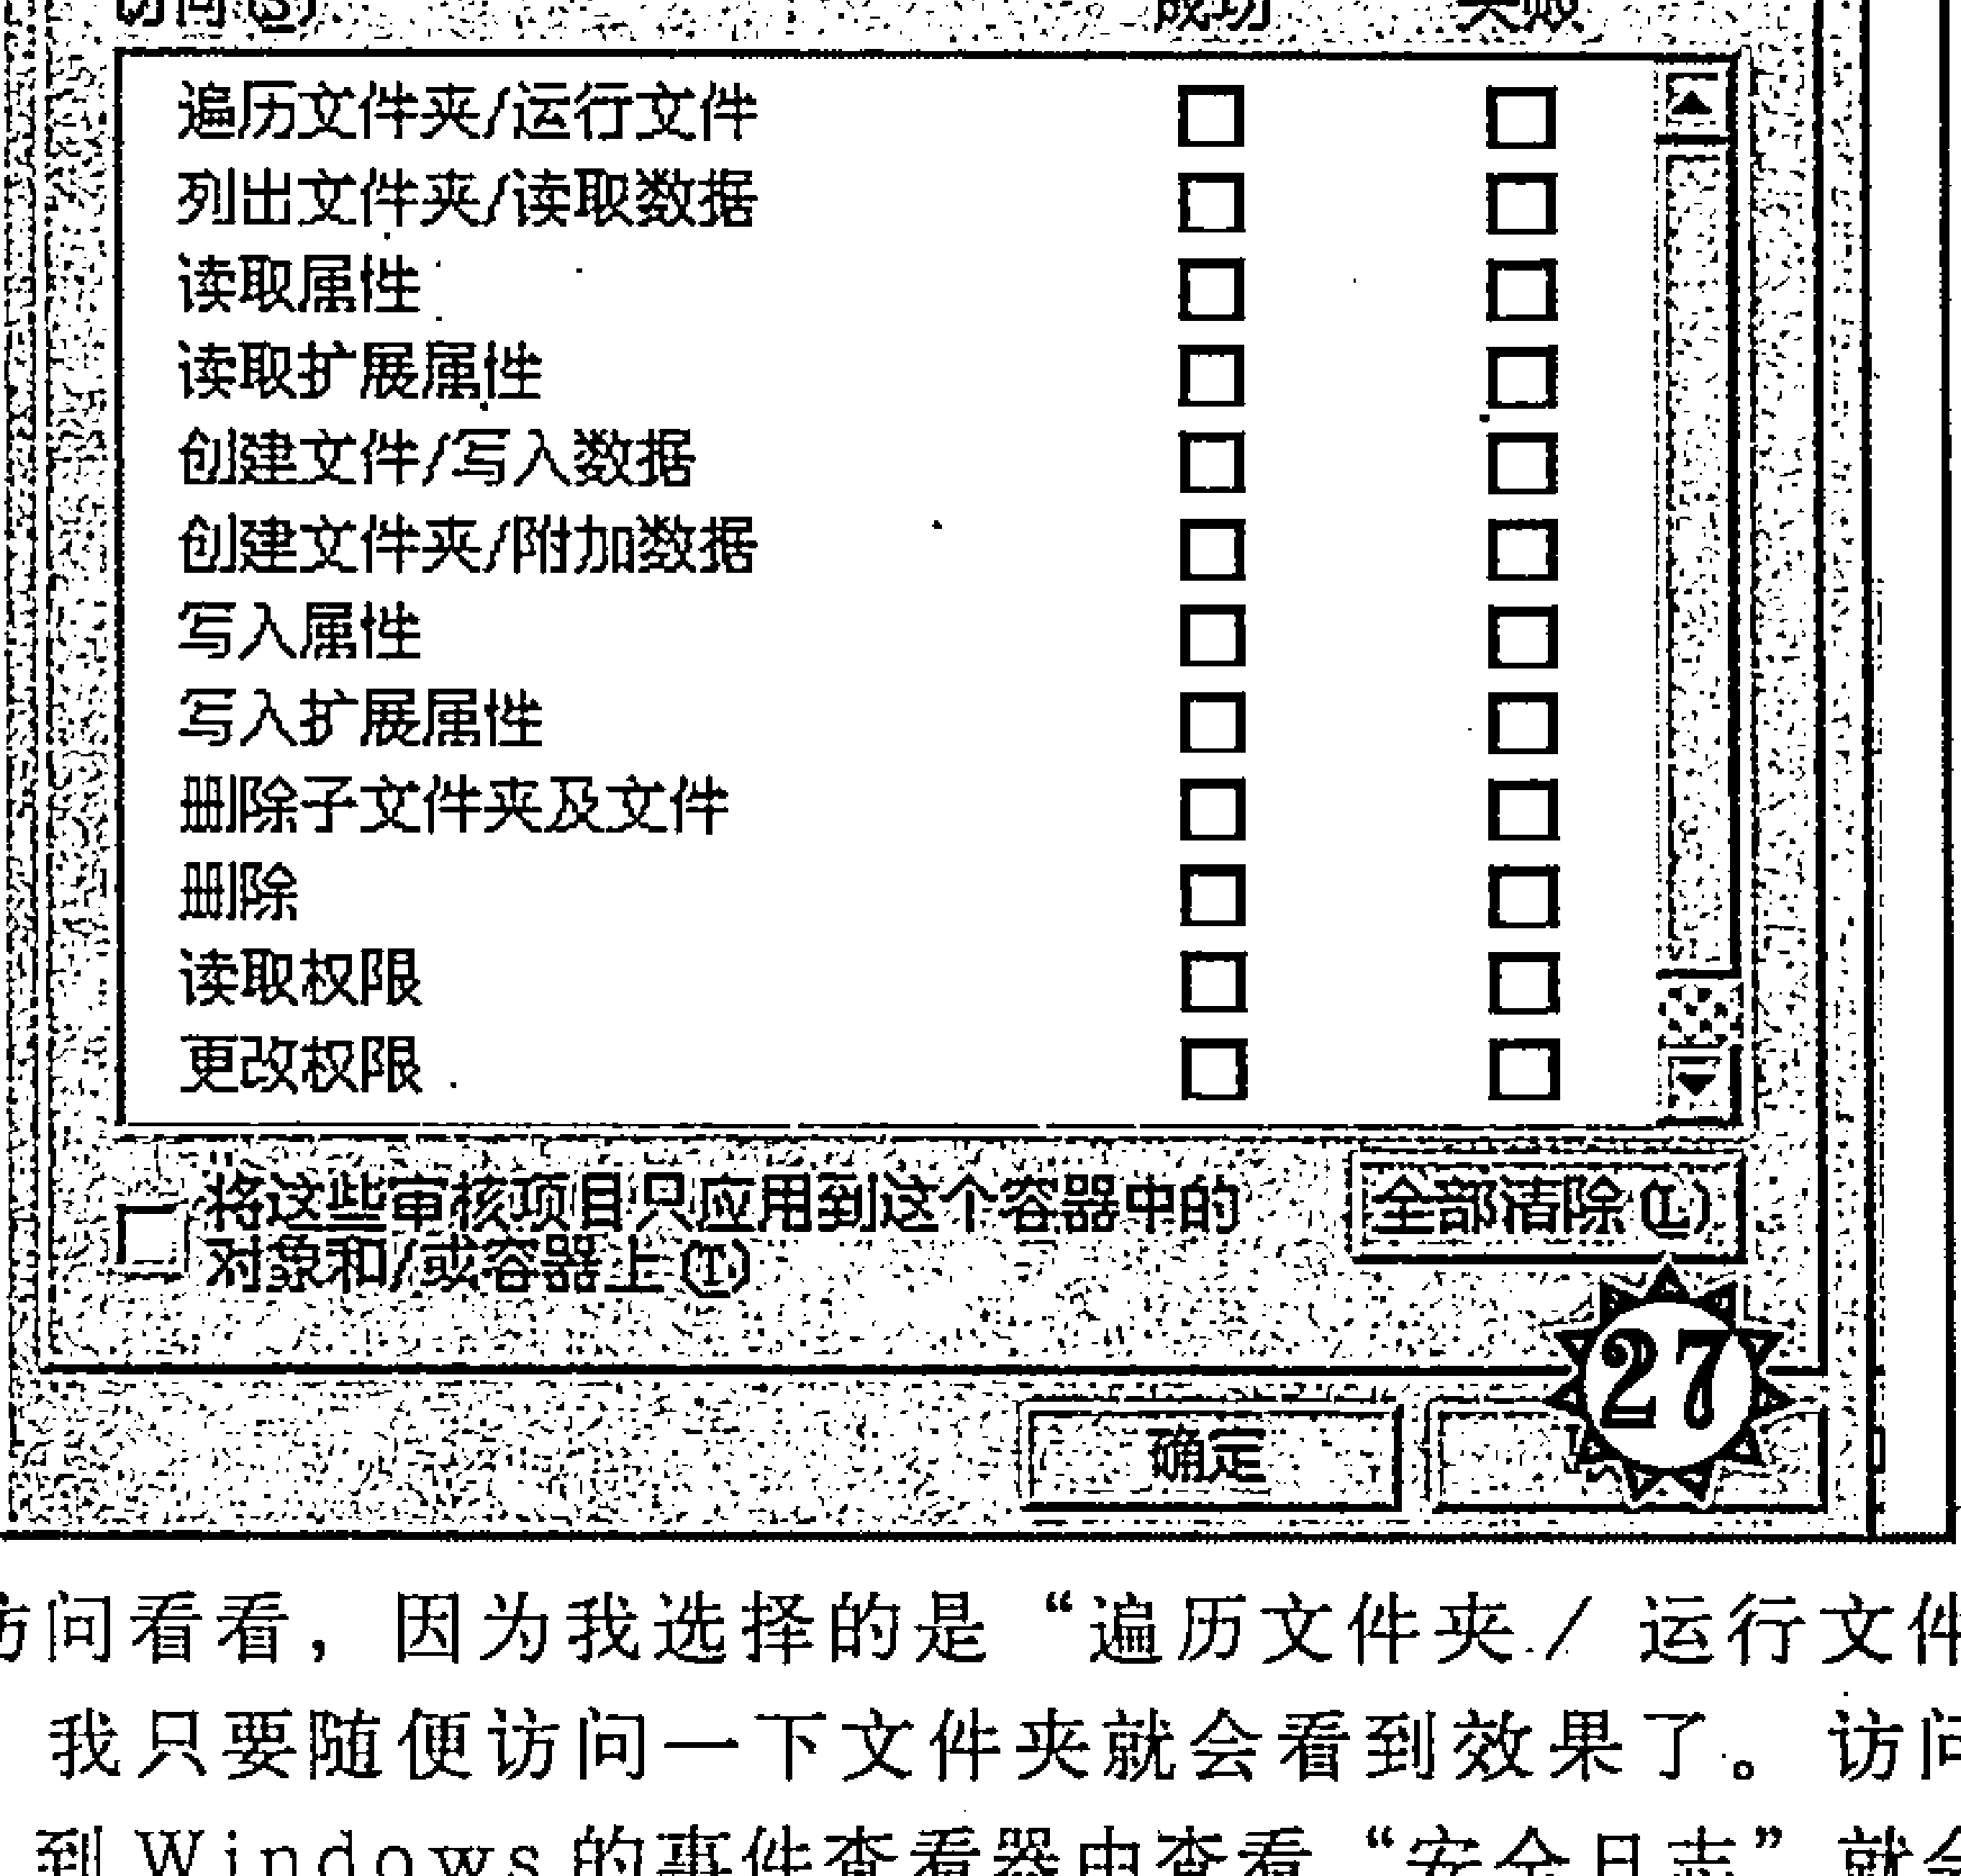 访问(S) 成功 失败
遍历文件夹/运行文件
列出文件夹/读取数据
读取属性
读取扩展属性
创建文件/写入数据
创建文件夹/附加数据
写入属性
写入扩展属性
删除子文件夹及文件
删除
读取权限
更改权限
将这些审核项目只应用到这个容器中的
对象和/或容器上(T)
全部清除(L)
27
确定
访问看看，因为我选择的是“遍历文件夹/运行文件
我只要随便访问一下文件夹就会看到效果了。访问
到Windows的事件查看器中查看“安全日志”就会